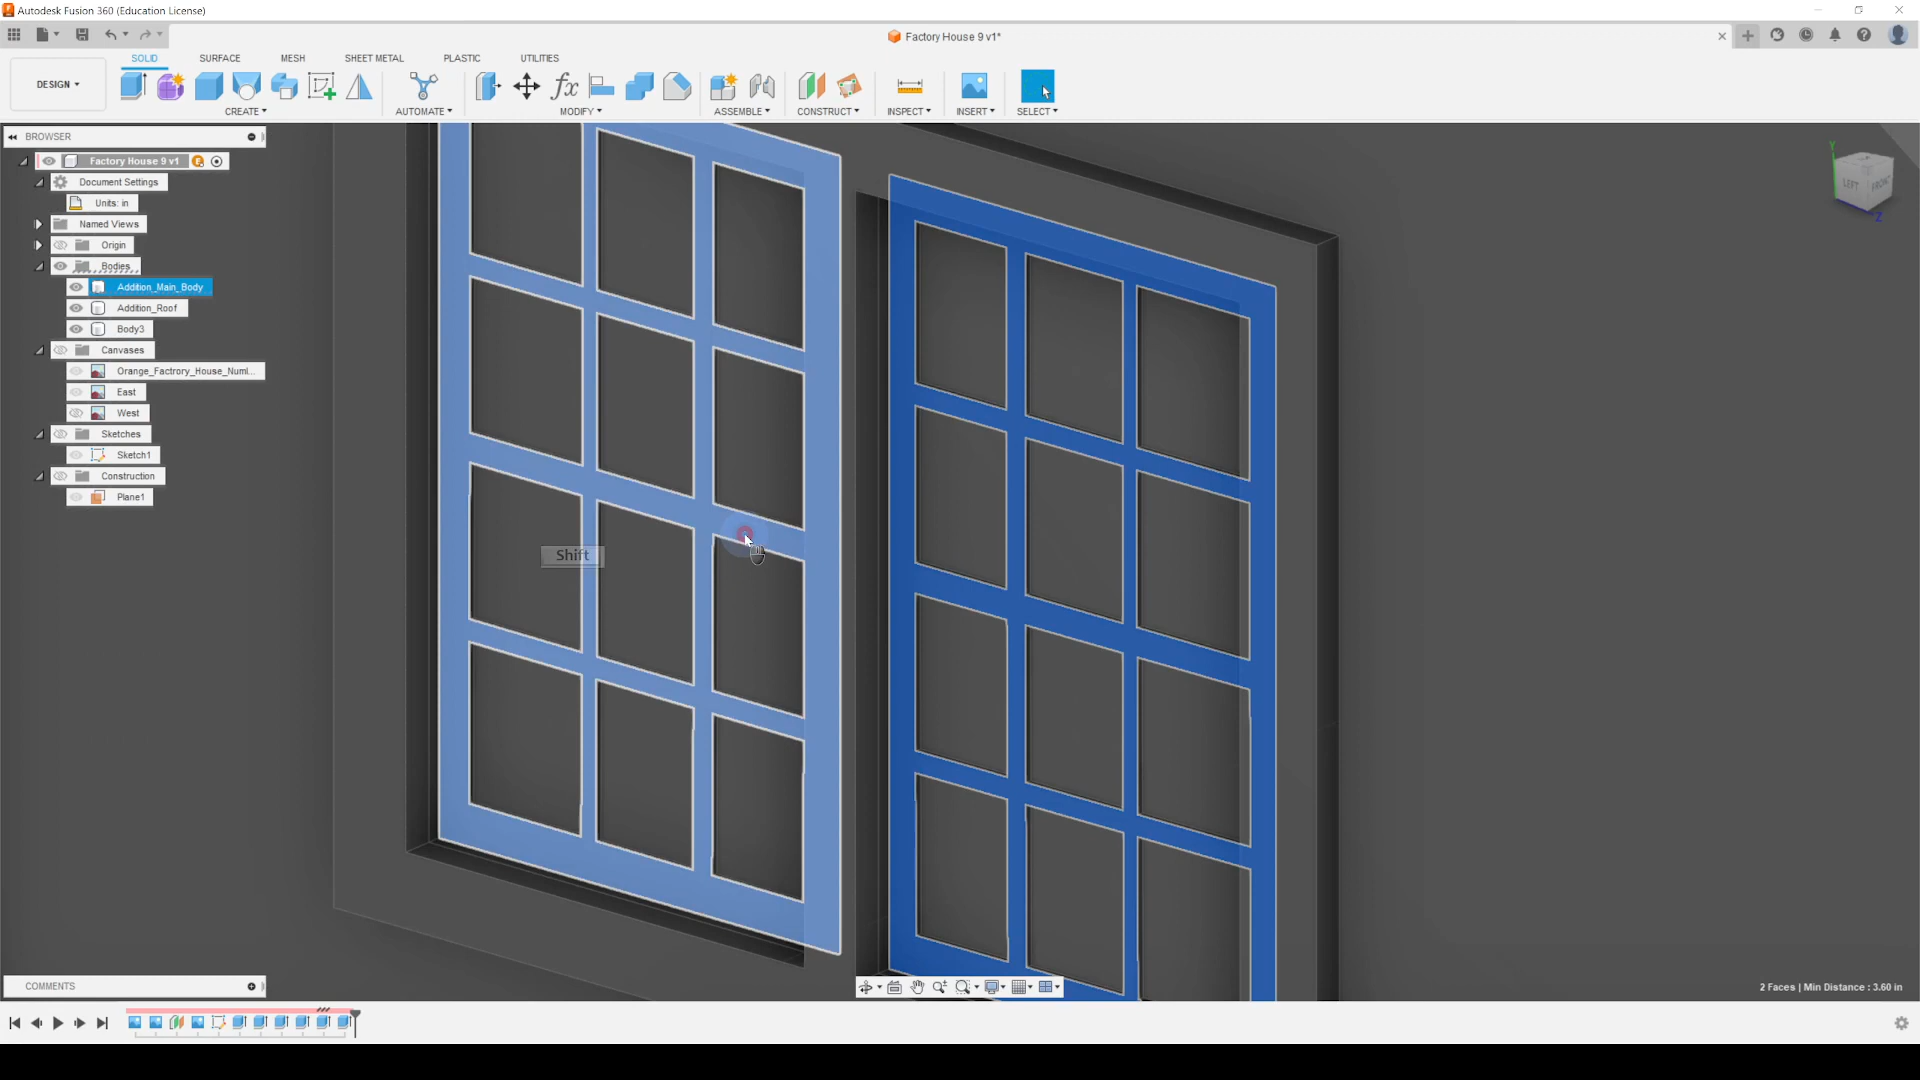 Autodesk Fusion 360 (Education License)
Factory House 9 v1*
SOLID
SURFACE
MESH
SHEET METAL
PLASTIC
UTILITIES
DESIGN
CREATE
AUTOMATE
MODIFY
ASSEMBLE
CONSTRUCT
INSPECT
INSERT
SELECT
BROWSER
Factory House 9 v1
Document Settings
Units: in
Named Views
Origin
Bodies
Addition_Main_Body
Addition_Roof
Body3
Canvases
Orange_Factrory_House_Numl...
East
West
Sketches
Sketch1
Construction
Plane1
Y
LEFT
FRONT
Z
Shift
COMMENTS
2 Faces | Min Distance : 3.60 in